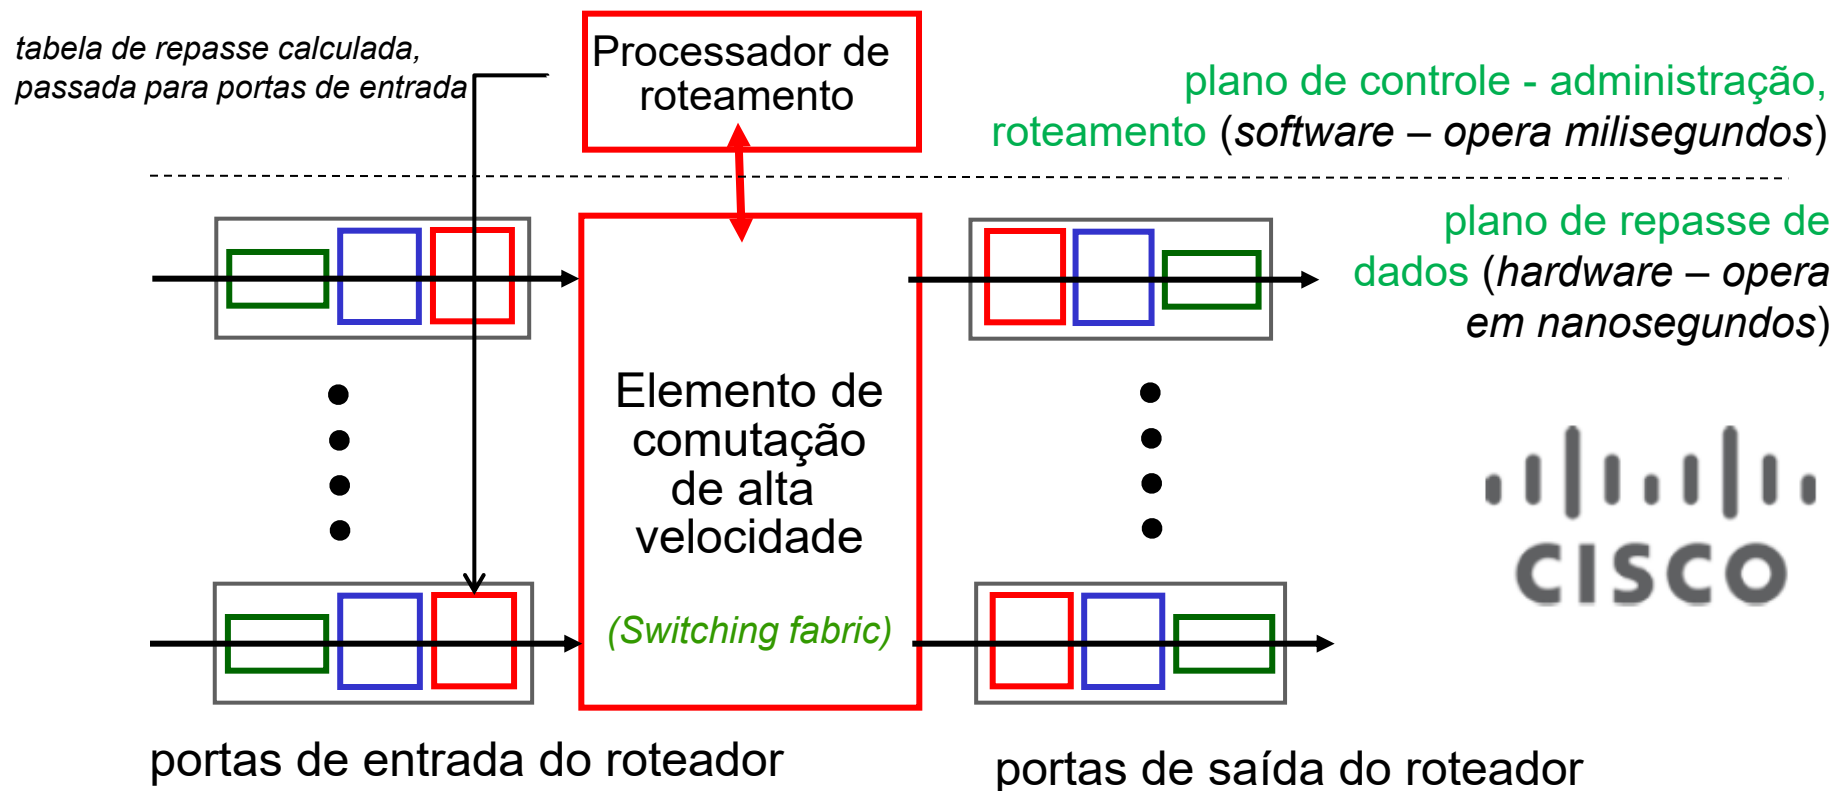 tabela de repasse calculada,
passada para portas de entrada
Processador de
roteamento
plano de controle - administração,
roteamento (software – opera milisegundos)
plano de repasse de
dados (hardware – opera
em nanosegundos)
Elemento de
comutação
de alta
velocidade
(Switching fabric)
CISCO
portas de entrada do roteador
portas de saída do roteador